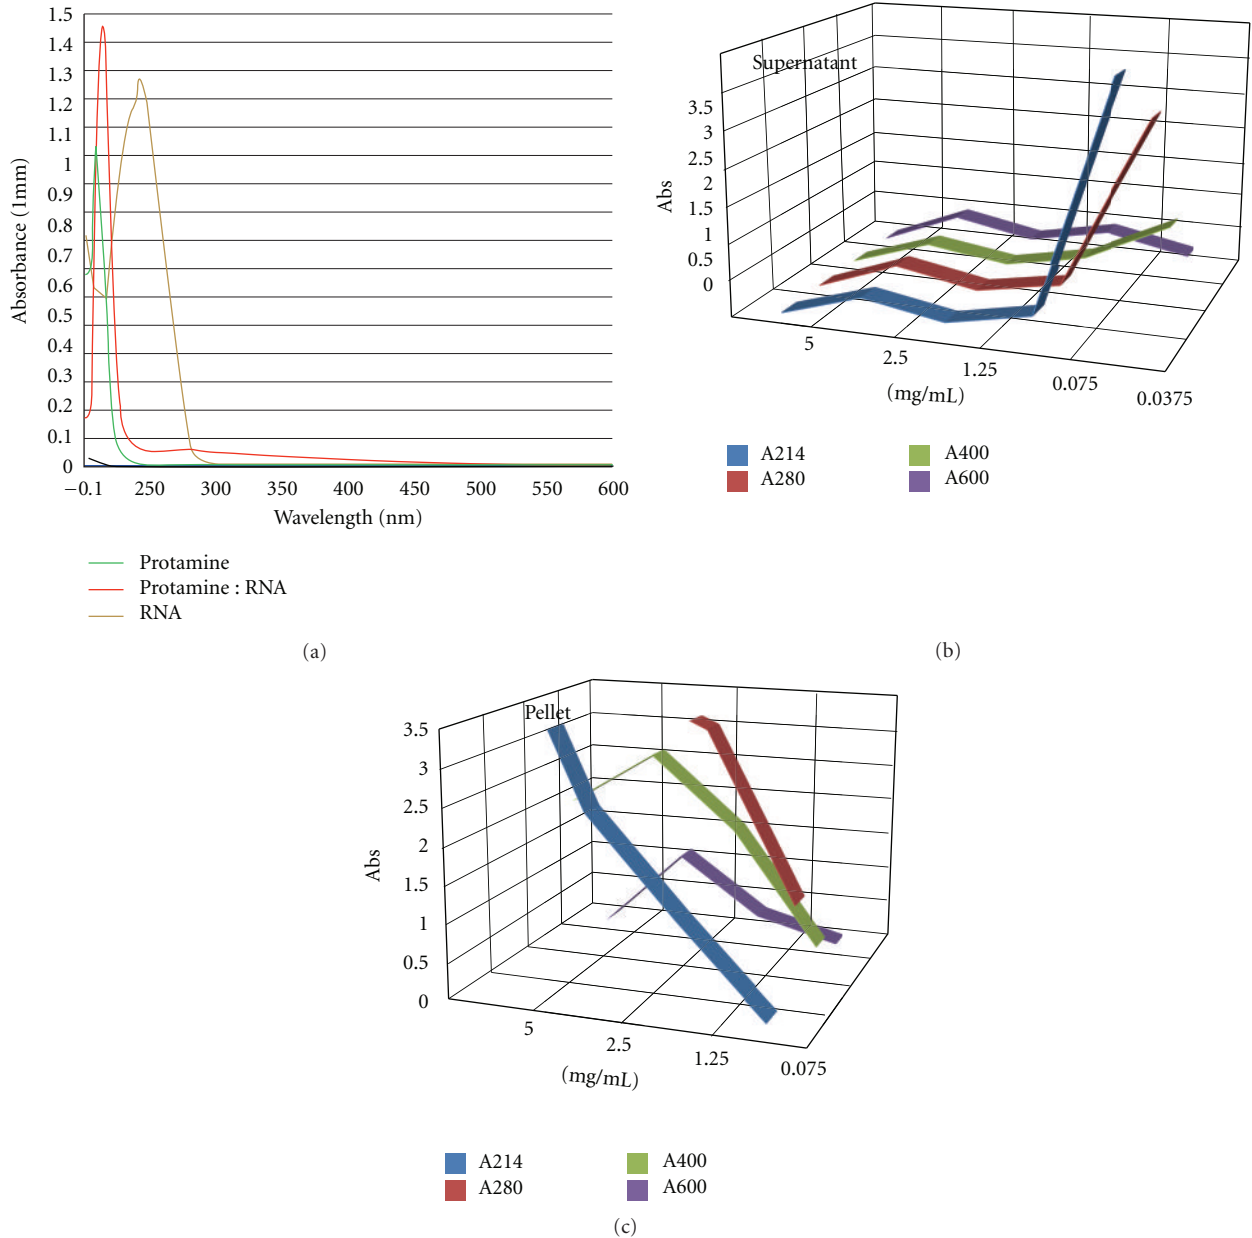 1.5
1.4
1.3
1.2
1.1
1
0.9
0.8
0.7
0.6
0.5
0.4
0.3
0.2
0.1
0
−0.1 250 300 350 400 450 500 550 600
Absorbance (1mm)
Wavelength (nm)
Protamine
Protamine : RNA
RNA
(a)
Supernatant
3.5
3
2.5
2
1.5
1
0.5
0
Abs
5
2.5
1.25
0.075
0.0375
(mg/mL)
A214 A400
A280 A600
(b)
Pellet
3.5
3
2.5
2
1.5
1
0.5
0
Abs
5
2.5
1.25
0.075
(mg/mL)
A214 A400
A280 A600
(c)